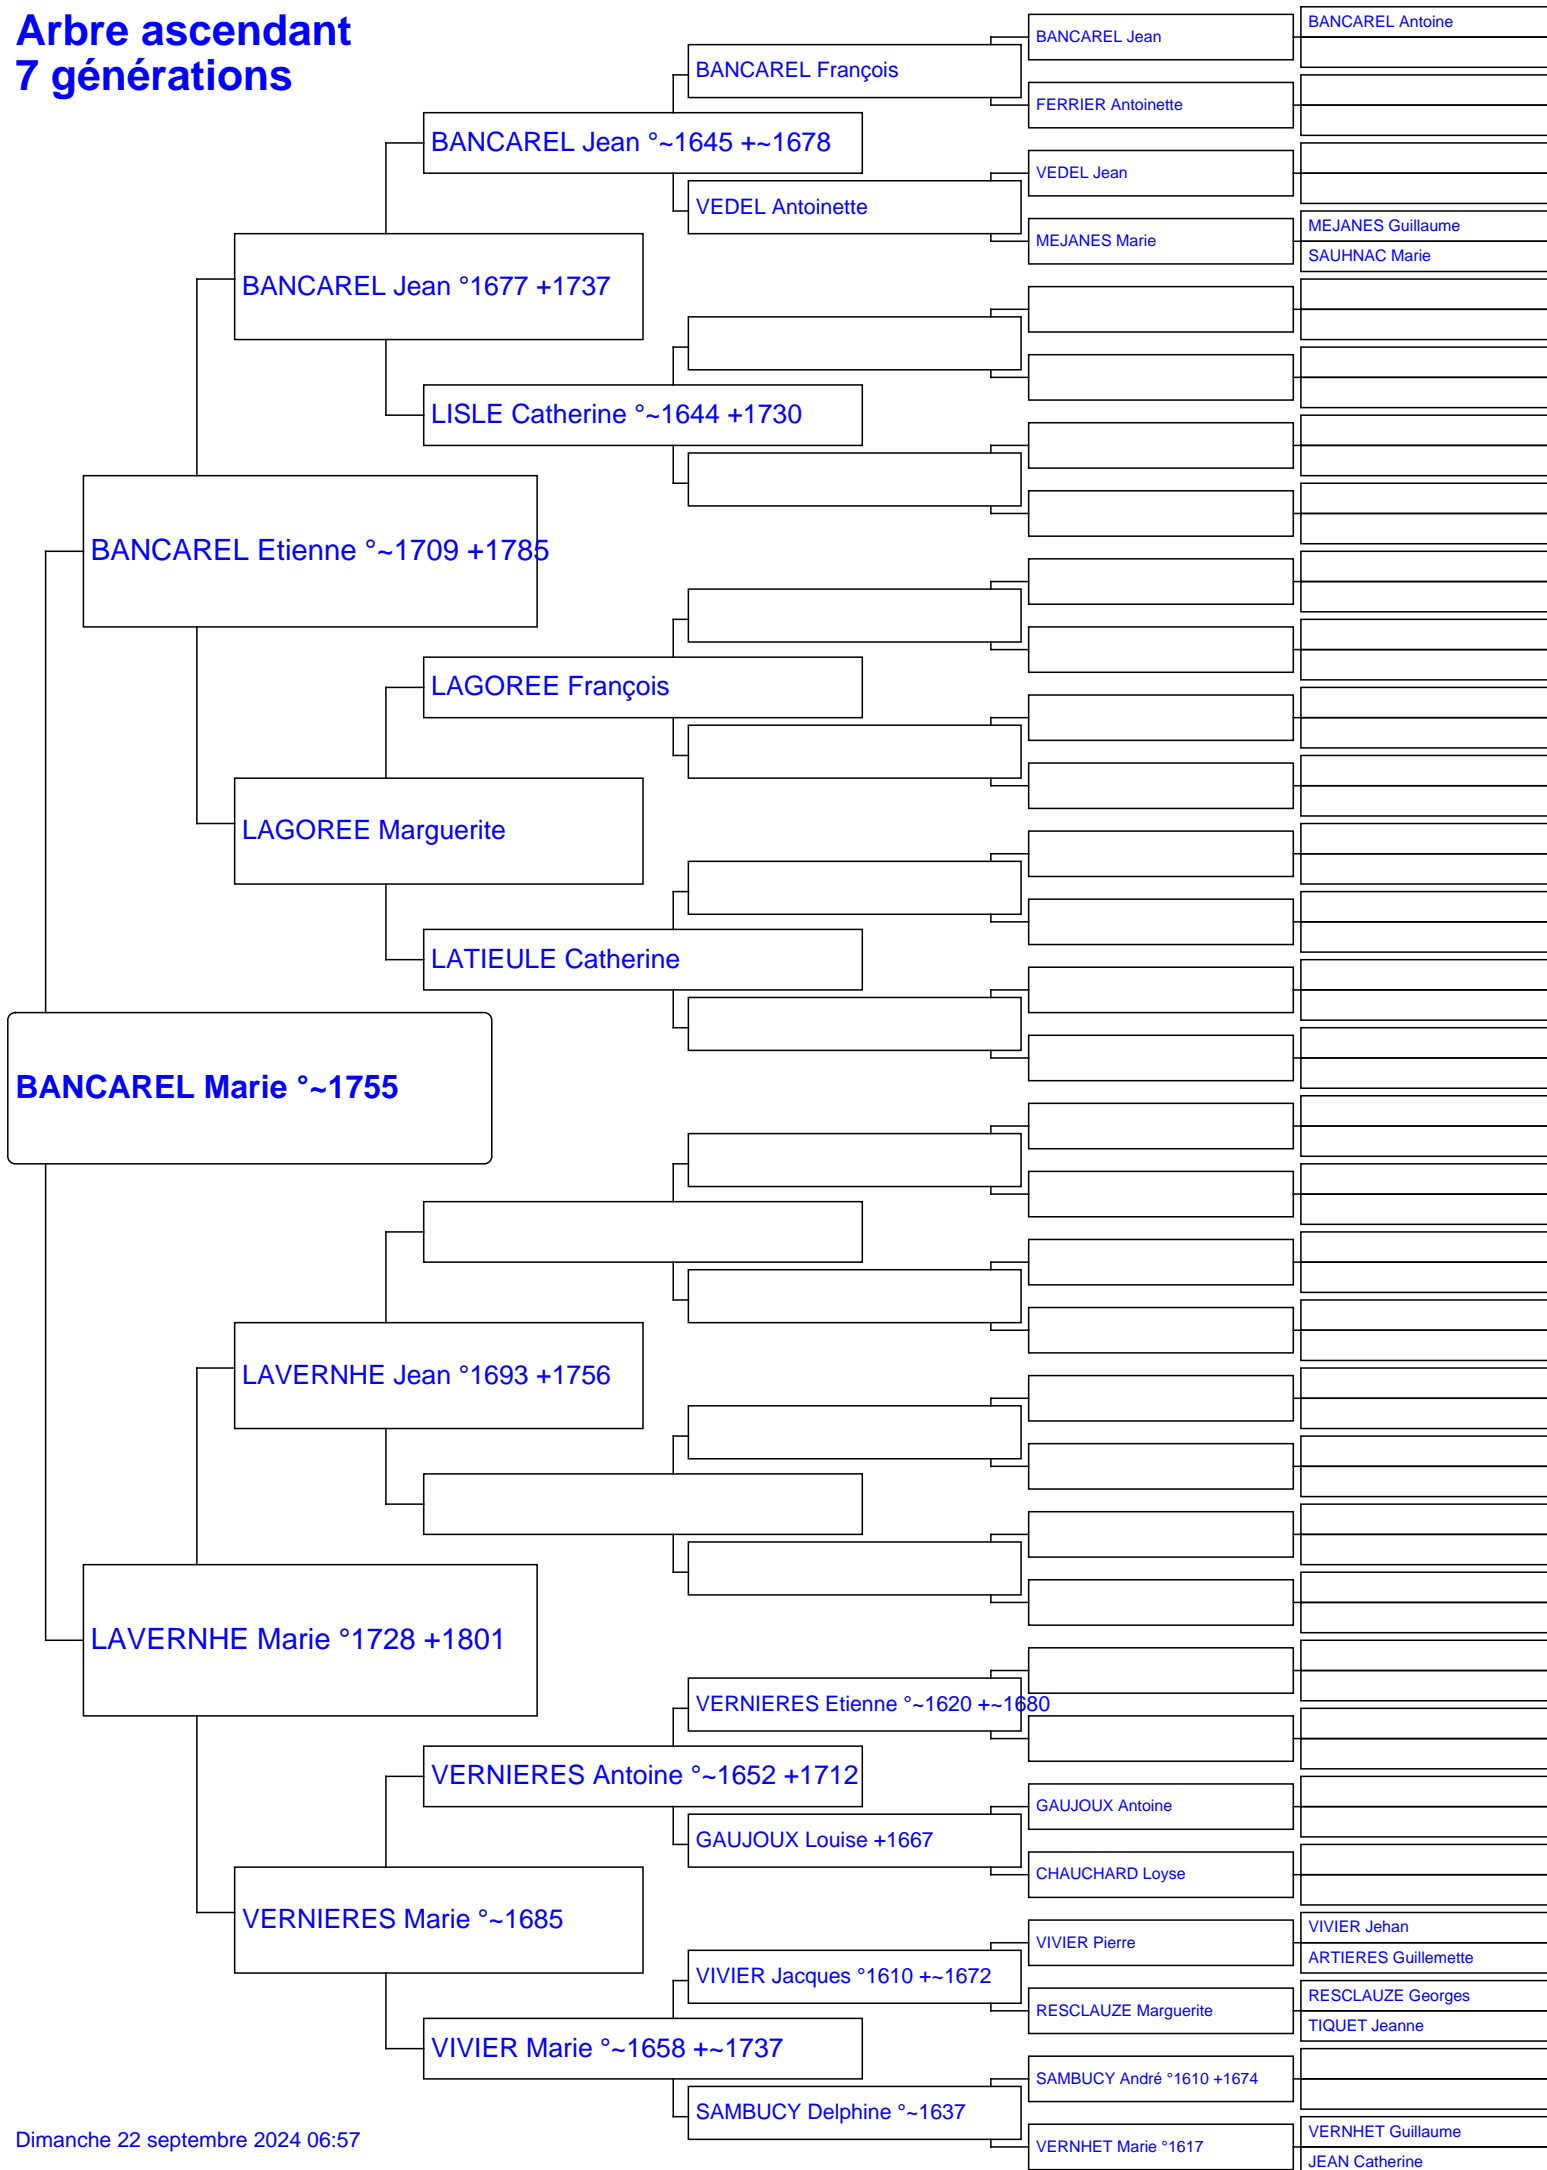 Arbre ascendant
7 générations
BANCAREL Marie °~1755
BANCAREL Etienne °~1709 +1785
LAVERNHE Marie °1728 +1801
BANCAREL Jean °1677 +1737
LAGOREE Marguerite
LAVERNHE Jean °1693 +1756
VERNIERES Marie °~1685
BANCAREL Jean °~1645 +~1678
LISLE Catherine °~1644 +1730
LAGOREE François
LATIEULE Catherine
VERNIERES Antoine °~1652 +1712
VIVIER Marie °~1658 +~1737
BANCAREL François
VEDEL Antoinette
VERNIERES Etienne °~1620 +~1680
GAUJOUX Louise +1667
VIVIER Jacques °1610 +~1672
SAMBUCY Delphine °~1637
BANCAREL Jean
FERRIER Antoinette
VEDEL Jean
MEJANES Marie
GAUJOUX Antoine
CHAUCHARD Loyse
VIVIER Pierre
RESCLAUZE Marguerite
SAMBUCY André °1610 +1674
VERNHET Marie °1617
BANCAREL Antoine
MEJANES Guillaume
SAUHNAC Marie
VIVIER Jehan
ARTIERES Guillemette
RESCLAUZE Georges
TIQUET Jeanne
VERNHET Guillaume
JEAN Catherine
Dimanche 22 septembre 2024 06:57